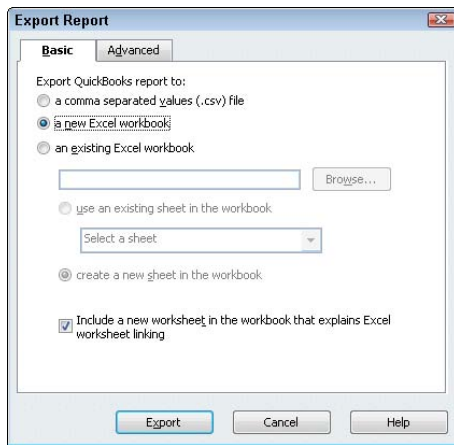 Export Report
Basic
Advanced
Export QuickBooks report to:
a comma separated values (.csv) file
a new Excel workbook
an existing Excel workbook
Browse...
use an existing sheet in the workbook
Select a sheet
create a new sheet in the workbook
Include a new worksheet in the workbook that explains Excel
worksheet linking
Export
Cancel
Help